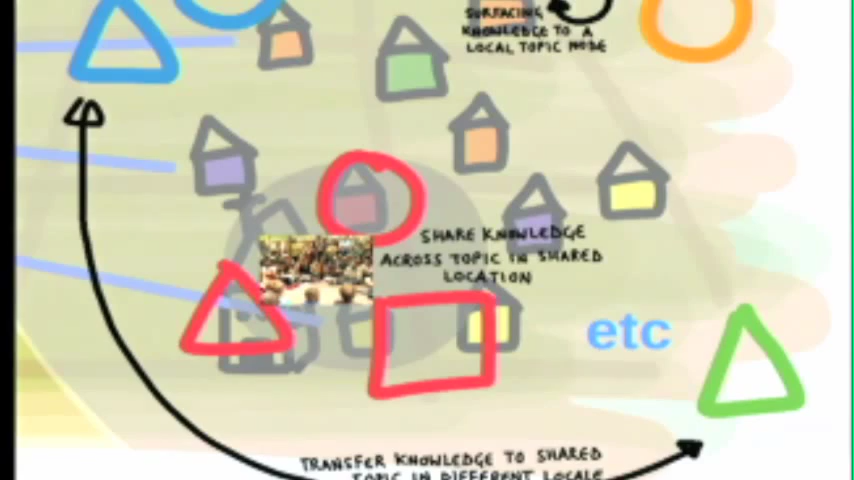 SURFACING
KNOWLEDGE TO A
LOCAL TOPIC NODE
SHARE KNOWLEDGE
ACROSS TOPIC IN SHARED
LOCATION
etc
TRANSFER KNOWLEDGE TO SHARED
TOPIC IN DIFFERENT LOCALE